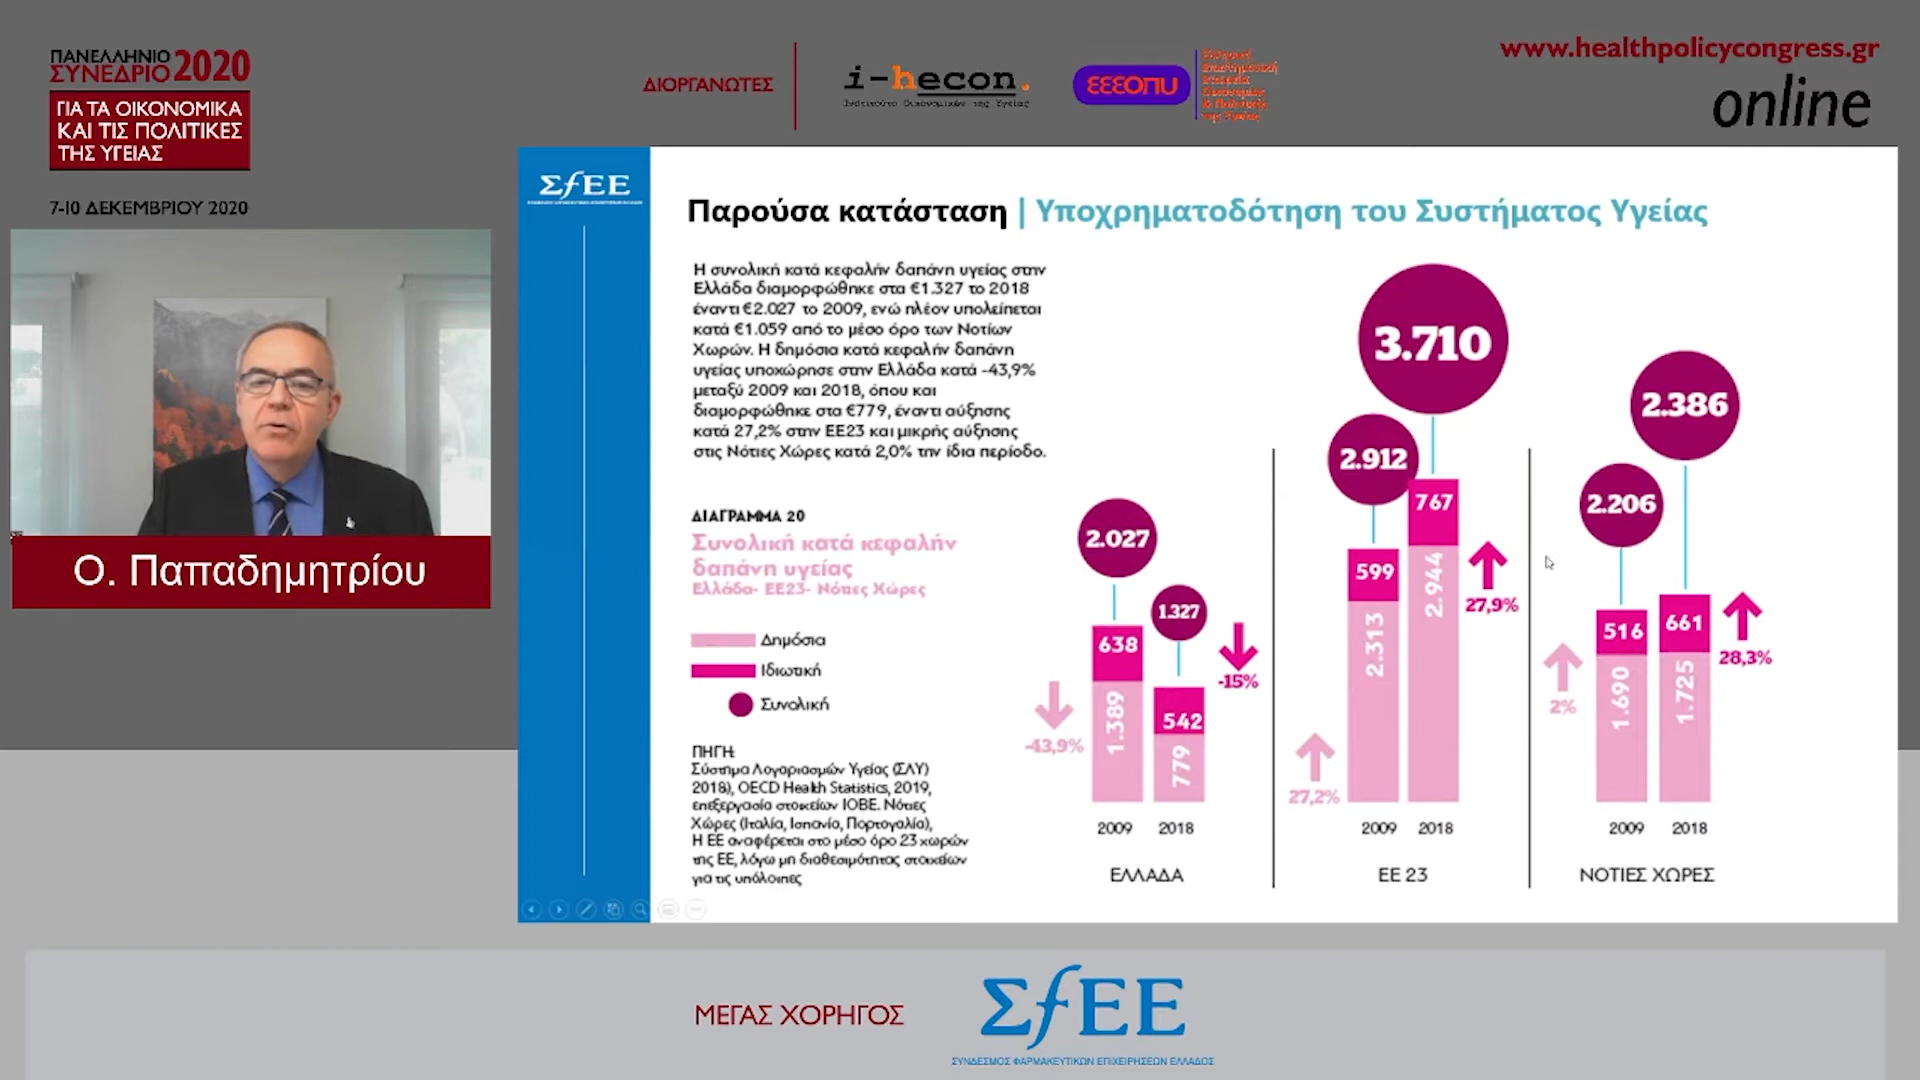 ΠΑΝΕΛΛΗΝΙΟ
ΣΥΝΕΔΡΙΟ 2020
ΓΙΑ ΤΑ ΟΙΚΟΝΟΜΙΚΑ
ΚΑΙ ΤΙΣ ΠΟΛΙΤΙΚΕΣ
ΤΗΣ ΥΓΕΙΑΣ
7-10 ΔΕΚΕΜΒΡΙΟΥ 2020
ΔΙΟΡΓΑΝΩΤΕΣ
i-hecon.
Ινστιτούτο Οικονομικών της Υγείας
ΕΕΕΟΠΥ
Ελληνική
Επιστημονική
Εταιρεία
Οικονομίας
& Πολιτικής
της Υγείας
www.healthpolicycongress.gr
online
Ο. Παπαδημητρίου
ΣfΕΕ
Παρούσα κατάσταση | Υποχρηματοδότηση του Συστήματος Υγείας
Η συνολική κατά κεφαλήν δαπάνη υγείας στην
Ελλάδα διαμορφώθηκε στα €1.327 το 2018
έναντι €2.027 το 2009, ενώ πλέον υπολείπεται
κατά €1.059 από το μέσο όρο των Νοτίων
Χωρών. Η δημόσια κατά κεφαλήν δαπάνη
υγείας υποχώρησε στην Ελλάδα κατά -43,9%
μεταξύ 2009 και 2018, όπου και
διαμορφώθηκε στα €779, έναντι αύξησης
κατά 27,2% στην ΕΕ23 και μικρής αύξησης
στις Νότιες Χώρες κατά 2,0% την ίδια περίοδο.
ΔΙΑΓΡΑΜΜΑ 20
Συνολική κατά κεφαλήν
δαπάνη υγείας
Ελλάδα- ΕΕ23- Νότιες Χώρες
Δημόσια
Ιδιωτική
Συνολική
ΠΗΓΗ:
Σύστημα Λογαριασμών Υγείας (ΣΛΥ)
2018), OECD Health Statistics, 2019,
επεξεργασία στοιχείων ΙΟΒΕ. Νότιες
Χώρες (Ιταλία, Ισπανία, Πορτογαλία),
Η ΕΕ αναφέρεται στο μέσο όρο 23 χωρών
της ΕΕ, λόγω μη διαθεσιμότητας στοιχείων
για τις υπόλοιπες
2.027
1.327
638
542
1.389
779
-43,9%
-15%
2009 2018
ΕΛΛΑΔΑ
3.710
2.912
767
599
2.944
2.313
27,9%
27,2%
2009 2018
ΕΕ 23
2.386
2.206
516
661
1.690
1.725
2%
28,3%
2009 2018
ΝΟΤΙΕΣ ΧΩΡΕΣ
ΜΕΓΑΣ ΧΟΡΗΓΟΣ
ΣfΕΕ
ΣΥΝΔΕΣΜΟΣ ΦΑΡΜΑΚΕΥΤΙΚΩΝ ΕΠΙΧΕΙΡΗΣΕΩΝ ΕΛΛΑΔΟΣ